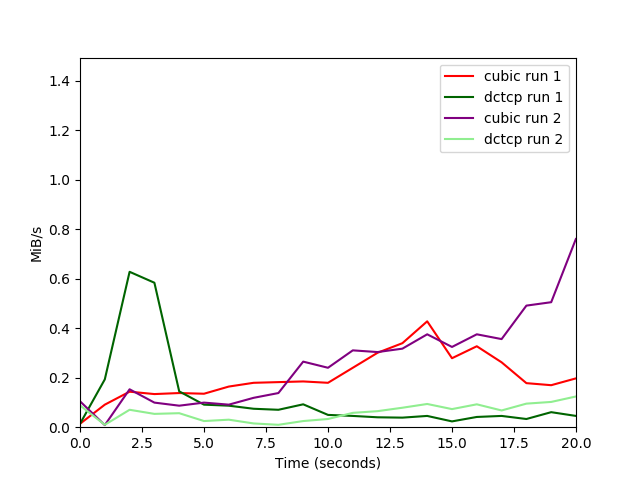 cubic run 1
dctcp run 1
cubic run 2
dctcp run 2
MiB/s
1.4
1.2
1.0
0.8
0.6
0.4
0.2
0.0
0.0 2.5 5.0 7.5 10.0 12.5 15.0 17.5 20.0
Time (seconds)